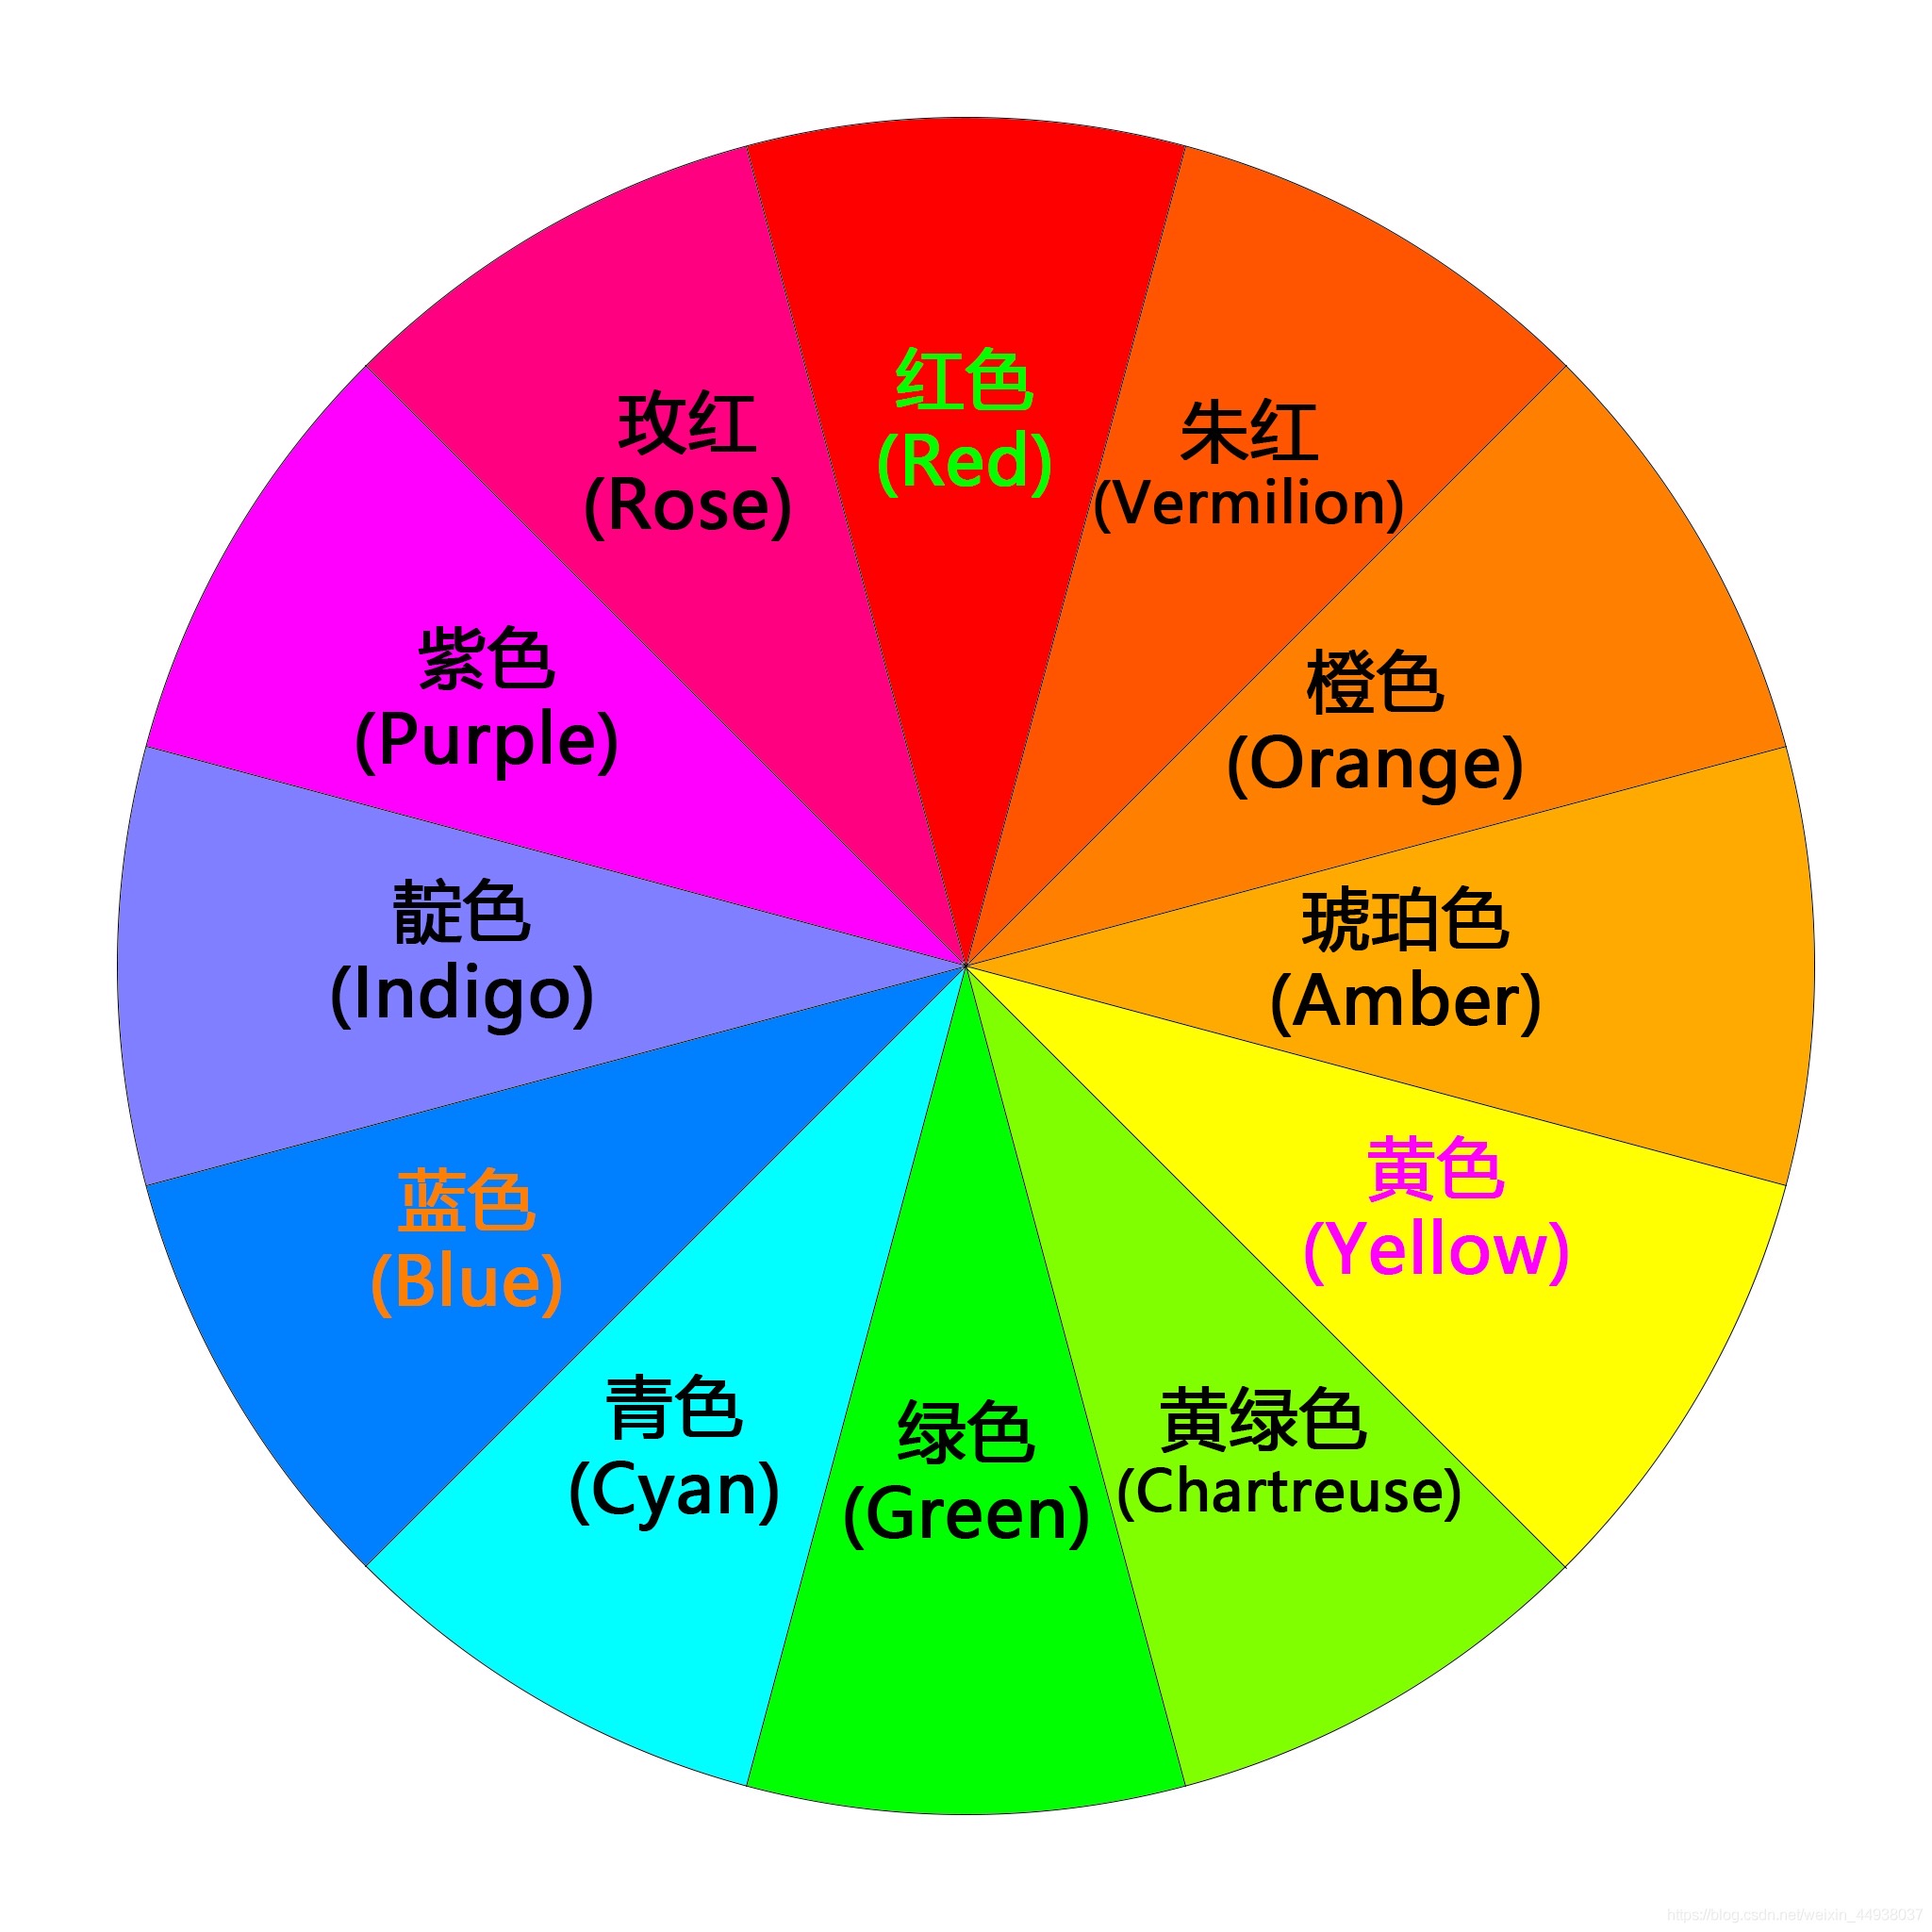 红色
(Red)
朱红
(Vermilion)
橙色
(Orange)
琥珀色
(Amber)
黄色
(Yellow)
黄绿色
(Chartreuse)
绿色
(Green)
青色
(Cyan)
蓝色
(Blue)
靛色
(Indigo)
紫色
(Purple)
玫红
(Rose)
https://blog.csdn.net/weixin_44938037